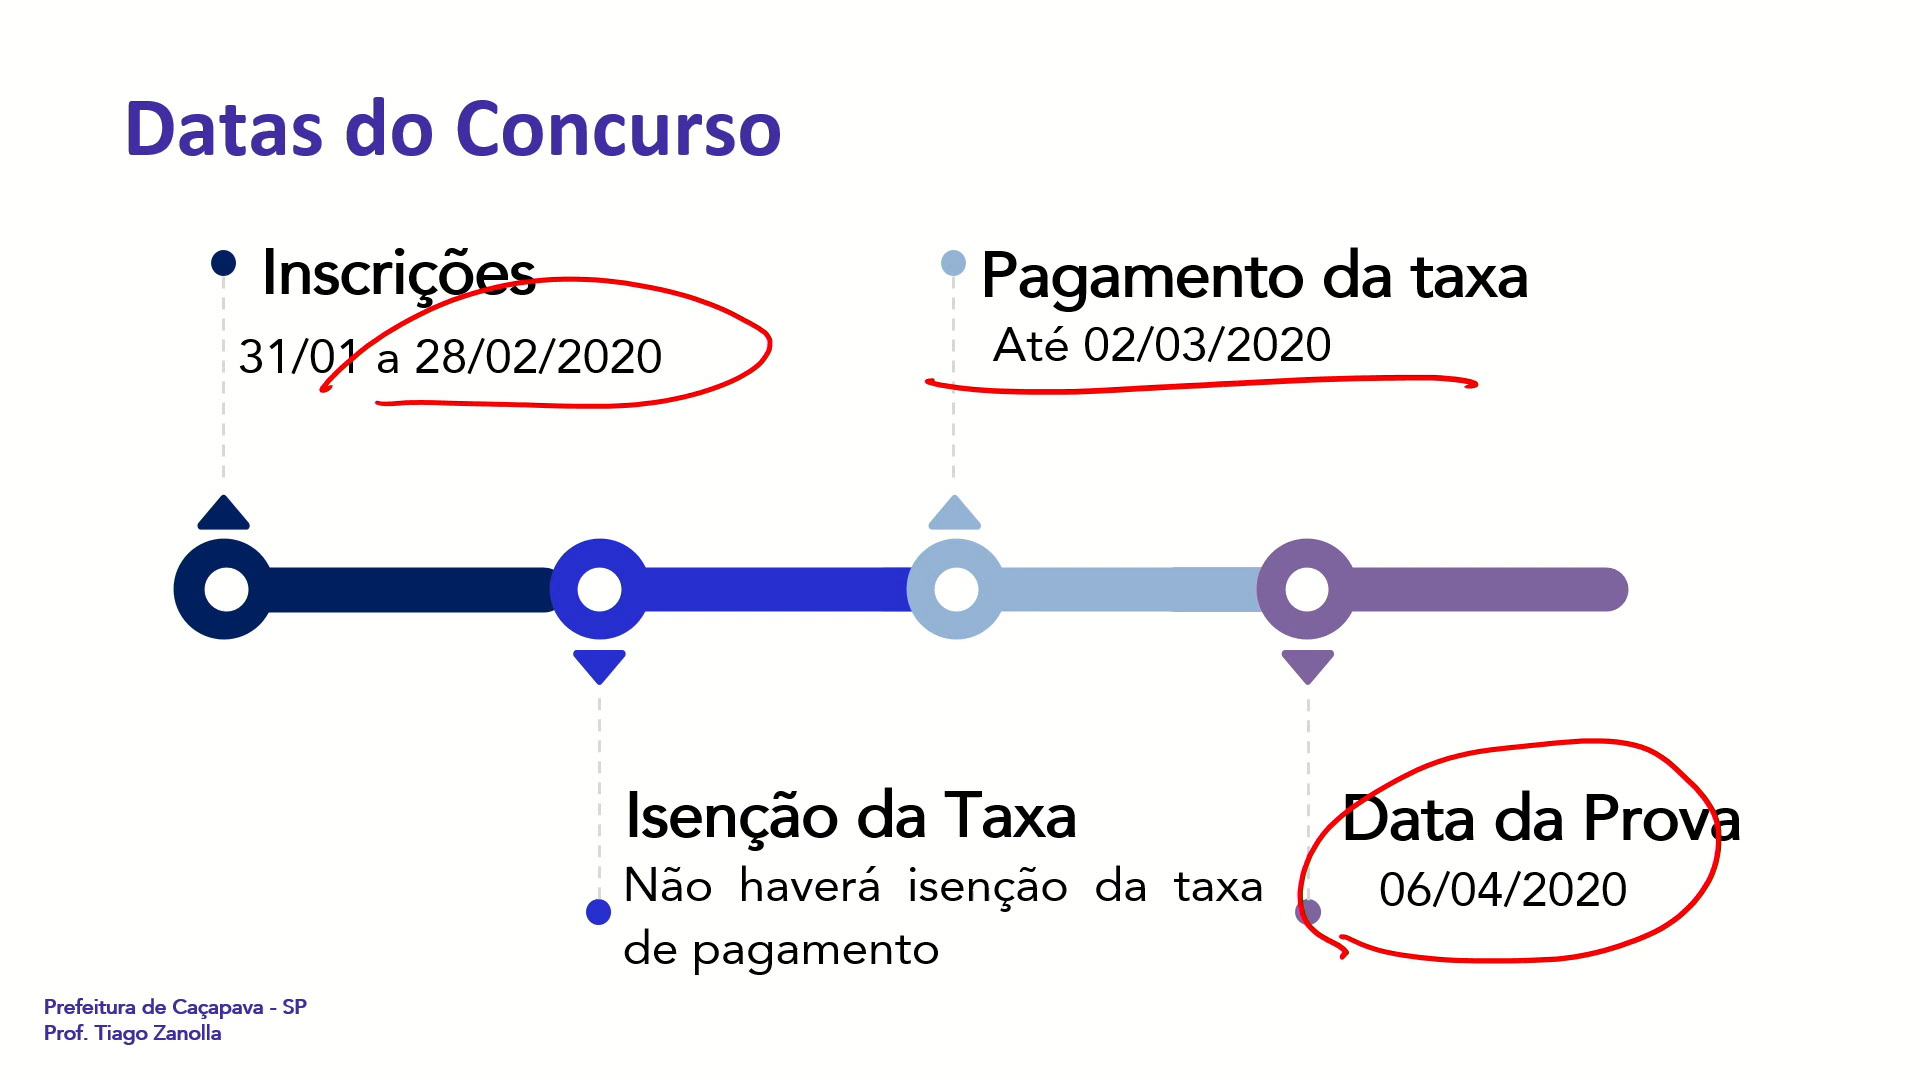 Datas do Concurso
Inscrições
31/01 a 28/02/2020
Pagamento da taxa
Até 02/03/2020
Isenção da Taxa
Não haverá isenção da taxa
de pagamento
Data da Prova
06/04/2020
Prefeitura de Caçapava - SP
Prof. Tiago Zanolla